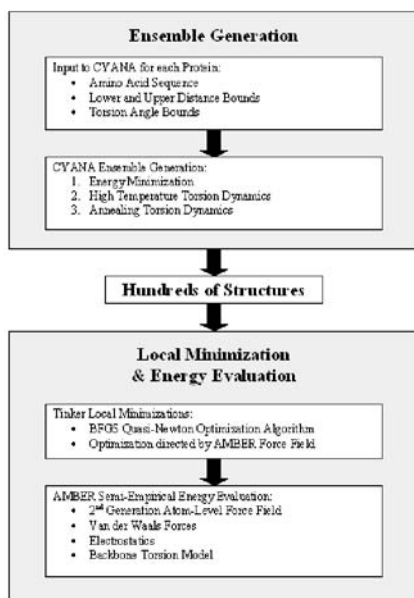 Ensemble Generation
Input to CYANA for each Protein:
• Amino Acid Sequence
• Lower and Upper Distance Bounds
• Torsion Angle Bounds
CYANA Ensemble Generation:
1. Energy Minimization
2. High Temperature Torsion Dynamics
3. Annealing Torsion Dynamics
Hundreds of Structures
Local Minimization
& Energy Evaluation
Tinker Local Minimizations:
• BFGS Quasi-Newton Optimization Algorithm
• Optimization directed by AMBER Force Field
AMBER Semi-Empirical Energy Evaluation:
• 2nd Generation Atom-Level Force Field
• Van der Waals Forces
• Electrostatics
• Backbone Torsion Model